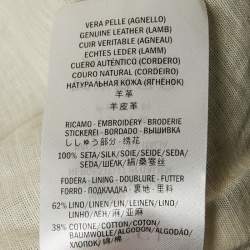 VERA PELLE (AGNELLO)
GENUINE LEATHER (LAMB)
CUIR VERITABLE (AGNEAU)
ECHTES LEDER (LAMM)
CUERO AUTÉNTICO (CORDERO)
COURO NATURAL (CORDEIRO)
НАТУРАЛЬНАЯ КОЖА (ЯГНЁНОК)
羊革
羊皮革
RICAMO - EMBROIDERY - BRODERIE
STICKEREI - BORDADO - ВЫШИВКА
ししゅう部分 - 绣花
100% SETA/SILK/SOIE/SEIDE/SEDA/
SEDA/ШЕЛК/絹/桑蚕丝
FODERA - LINING - DOUBLURE - FUTTER
FORRO - ПОДКЛАДКА - 裏地 - 里料
62% LINO/LINEN/LIN/LEINEN/LINO/
LINHO/ЛЕН/麻/亚麻
38% COTONE/COTTON/COTON/
BAUMWOLLE/ALGODÓN/ALGODÃO/
ХЛОПОК/綿/棉